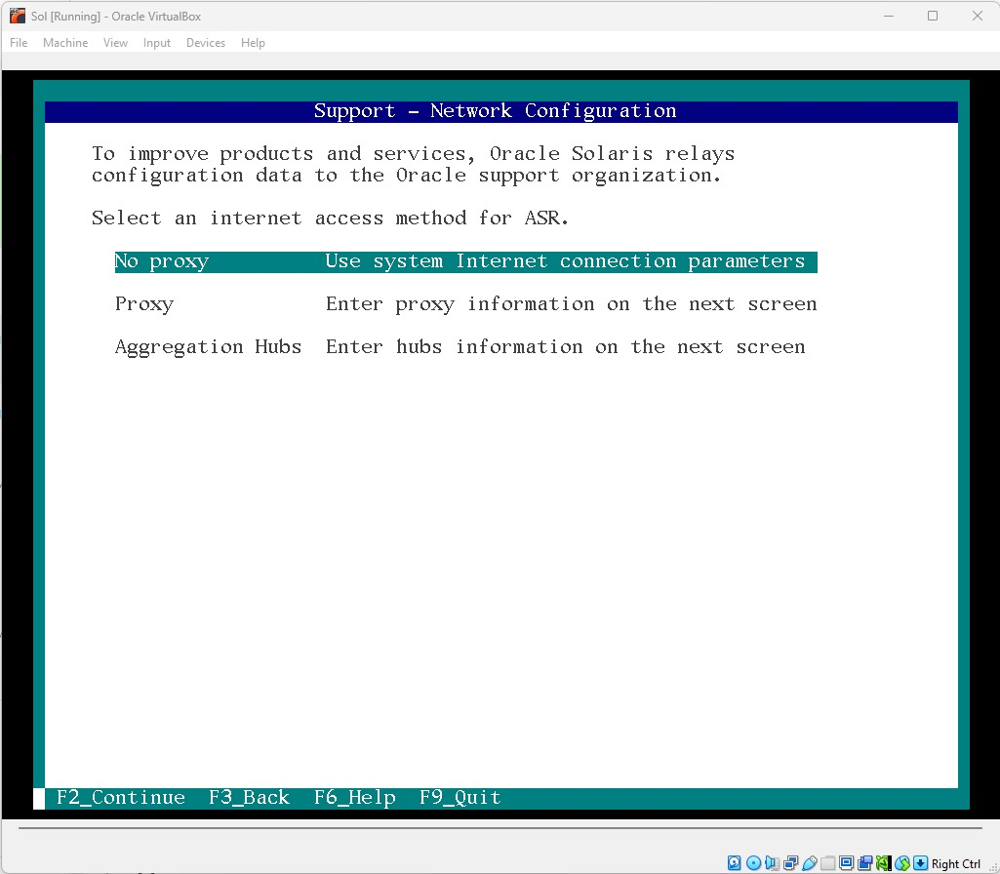 Sol [Running] - Oracle VirtualBox
File Machine View Input Devices Help
Support - Network Configuration
To improve products and services, Oracle Solaris relays
configuration data to the Oracle support organization.
Select an internet access method for ASR.
No proxy Use system Internet connection parameters
Proxy Enter proxy information on the next screen
Aggregation Hubs Enter hubs information on the next screen
F2_Continue F3_Back F6_Help F9_Quit
Right Ctrl